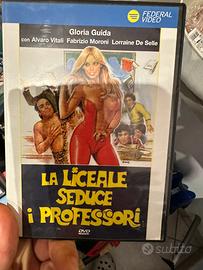 Gloria Guida
FEDERAL
VIDEO
con Alvaro Vitali Fabrizio Moroni Lorraine De Selle
LA LICEALE
SEDUCE
I PROFESSORI
DVD
Subito